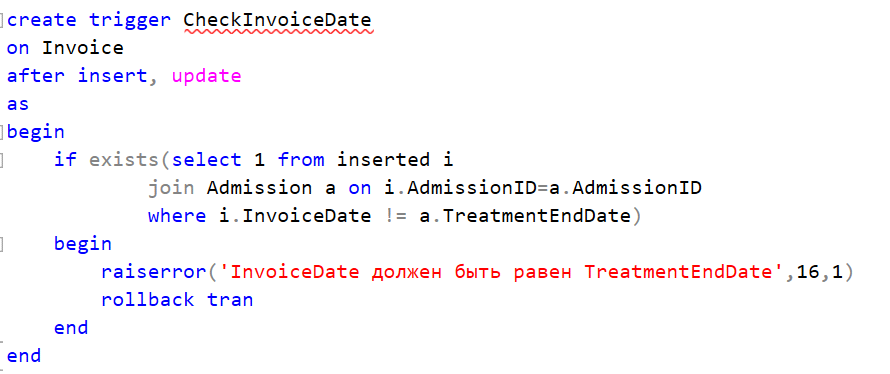 create trigger CheckInvoiceDate
on Invoice
after insert, update
as
begin
    if exists(select 1 from inserted i
            join Admission a on i.AdmissionID=a.AdmissionID
            where i.InvoiceDate != a.TreatmentEndDate)
    begin
        raiserror('InvoiceDate должен быть равен TreatmentEndDate',16,1)
        rollback tran
    end
end